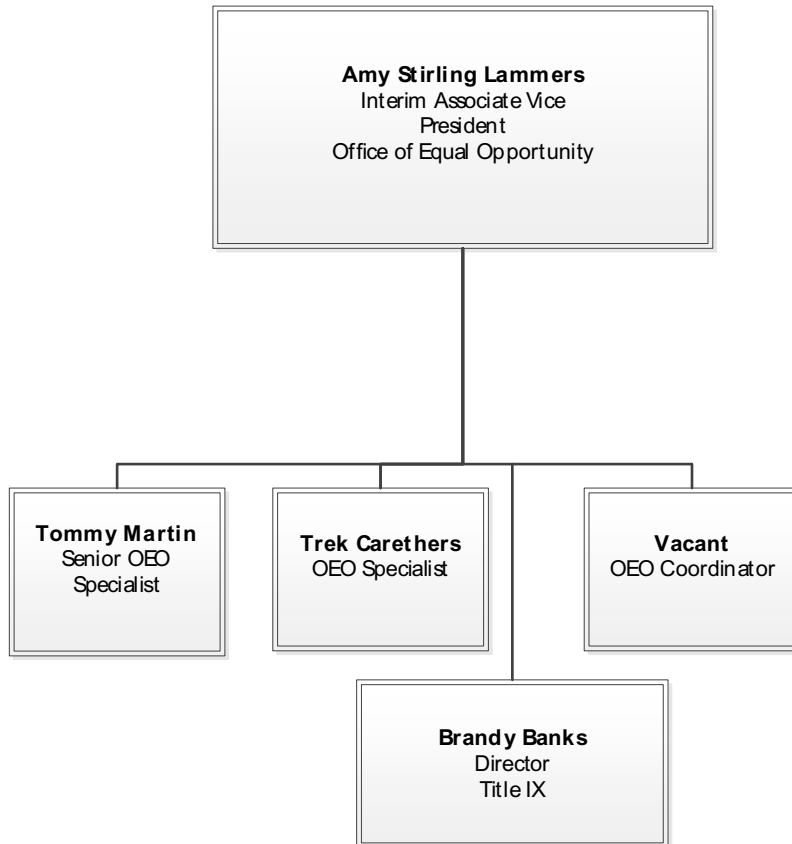 Amy Stirling Lammers
Interim Associate Vice
President
Office of Equal Opportunity
Tommy Martin
Senior OEO
Specialist
Trek Carethers
OEO Specialist
Vacant
OEO Coordinator
Brandy Banks
Director
Title IX